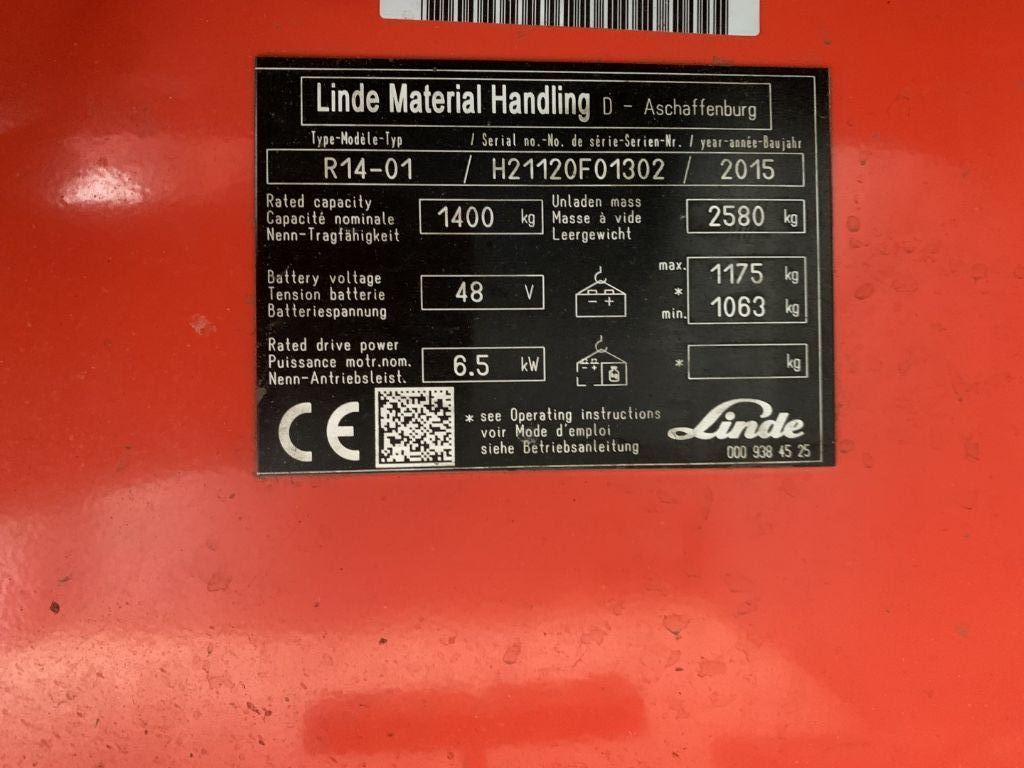 Linde Material Handling D - Aschaffenburg
Type-Modèle-Typ / Serial no.-No. de série-Serien-Nr. / year-année-Baujahr
R14-01 / H21120F01302 / 2015
Rated capacity
Capacité nominale
Nenn-Tragfähigkeit
1400 kg
Unladen mass
Masse à vide
Leergewicht
2580 kg
Battery voltage
Tension batterie
Batteriespannung
48 V
- +
max. 1175 kg
*
min. 1063 kg
Rated drive power
Puissance motr.nom.
Nenn-Antriebsleist.
6.5 kW
- +
* kg
CE
* see Operating instructions
voir Mode d'emploi
siehe Betriebsanleitung
Linde
000 938 45 25